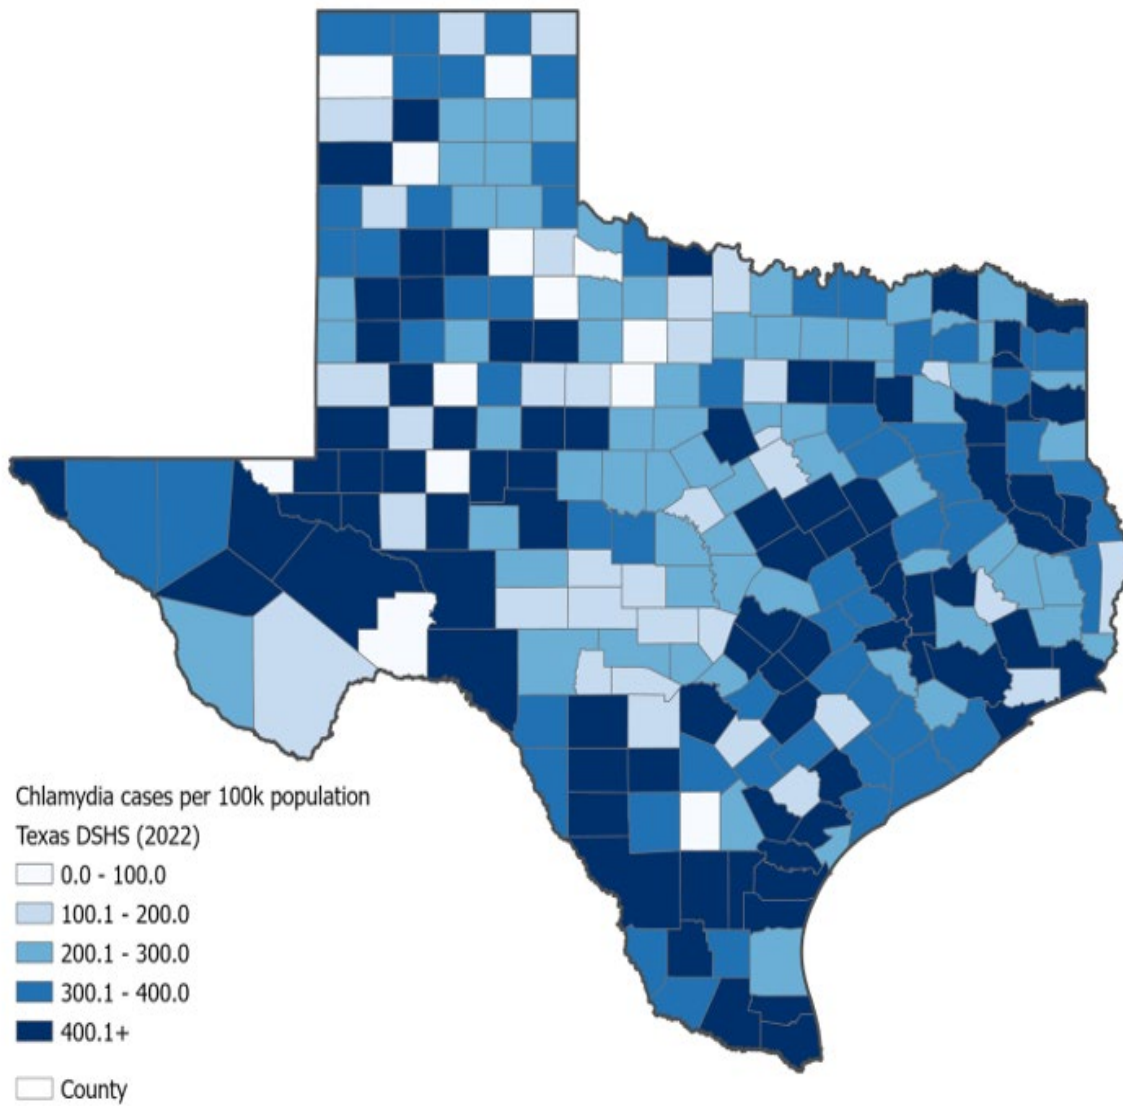 Chlamydia cases per 100k population
Texas DSHS (2022)
0.0 - 100.0
100.1 - 200.0
200.1 - 300.0
300.1 - 400.0
400.1+
County